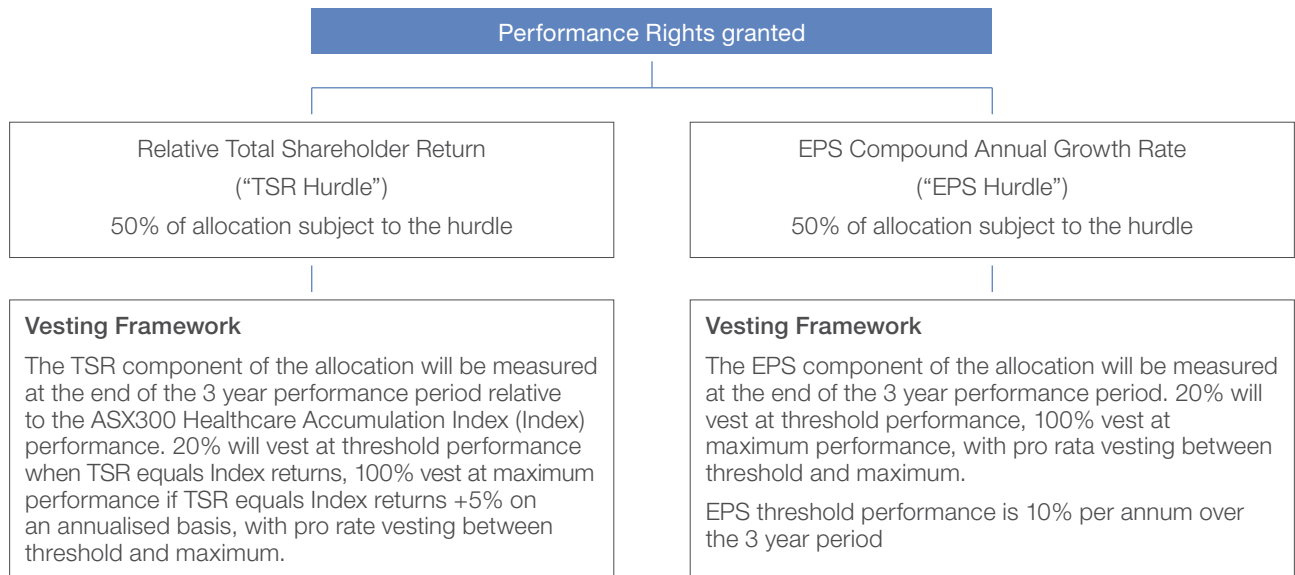 Performance Rights granted
Relative Total Shareholder Return
(“TSR Hurdle”)
50% of allocation subject to the hurdle
EPS Compound Annual Growth Rate
(“EPS Hurdle”)
50% of allocation subject to the hurdle
Vesting Framework
The TSR component of the allocation will be measured
at the end of the 3 year performance period relative
to the ASX300 Healthcare Accumulation Index (Index)
performance. 20% will vest at threshold performance
when TSR equals Index returns, 100% vest at maximum
performance if TSR equals Index returns +5% on
an annualised basis, with pro rate vesting between
threshold and maximum.
Vesting Framework
The EPS component of the allocation will be measured
at the end of the 3 year performance period. 20% will
vest at threshold performance, 100% vest at
maximum performance, with pro rata vesting between
threshold and maximum.
EPS threshold performance is 10% per annum over
the 3 year period